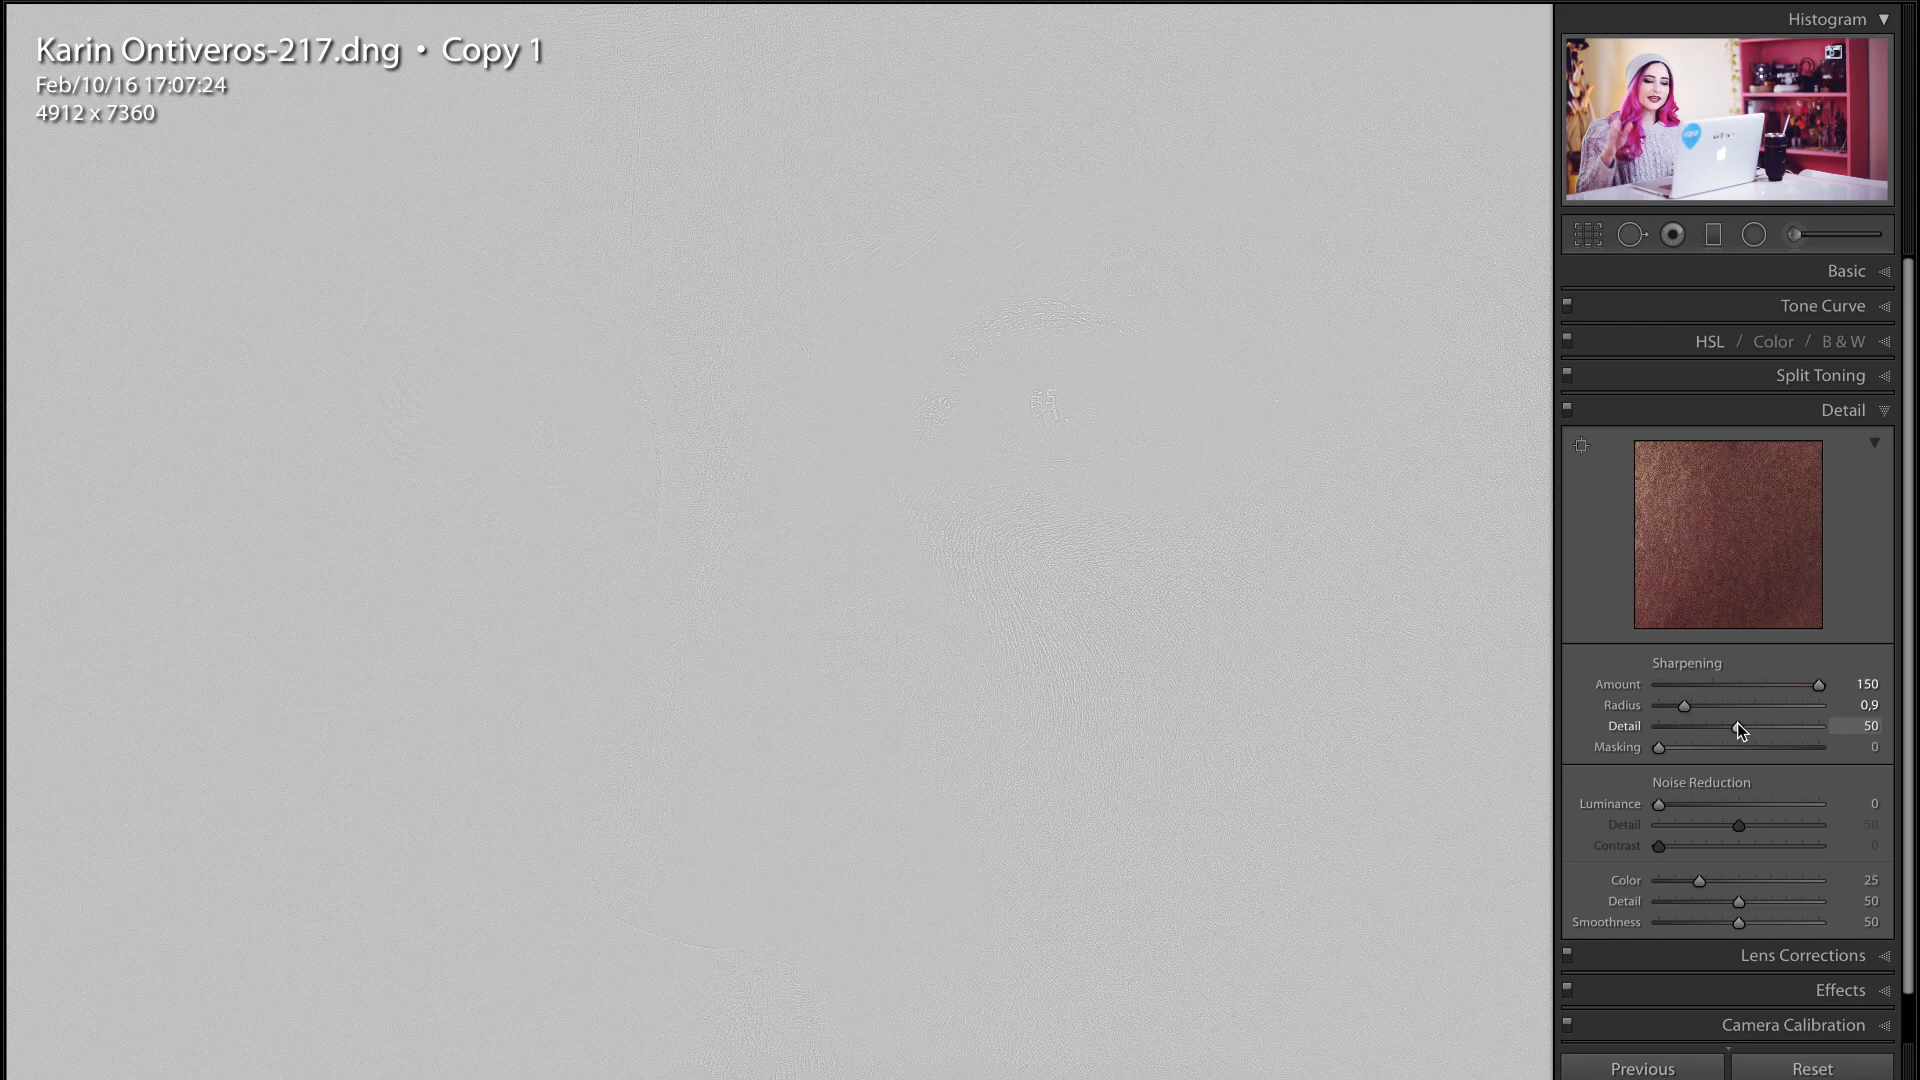 Karin Ontiveros-217.dng • Copy 1
Feb/10/16 17:07:24
4912 x 7360
Histogram
Basic
Tone Curve
HSL / Color / B & W
Split Toning
Detail
Sharpening
Amount 150
Radius 0,9
Detail 50
Masking 0
Noise Reduction
Luminance 0
Detail 50
Contrast 0
Color 25
Detail 50
Smoothness 50
Lens Corrections
Effects
Camera Calibration
Previous Reset